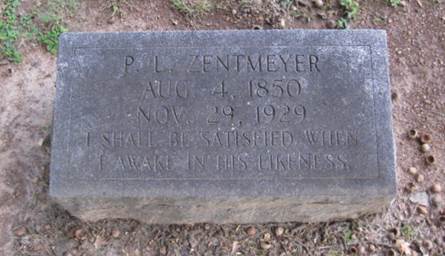 P. L. ZENTMEYER
AUG. 4, 1850
NOV. 29, 1929
I SHALL BE SATISFIED WHEN
I AWAKE IN HIS LIKENESS.